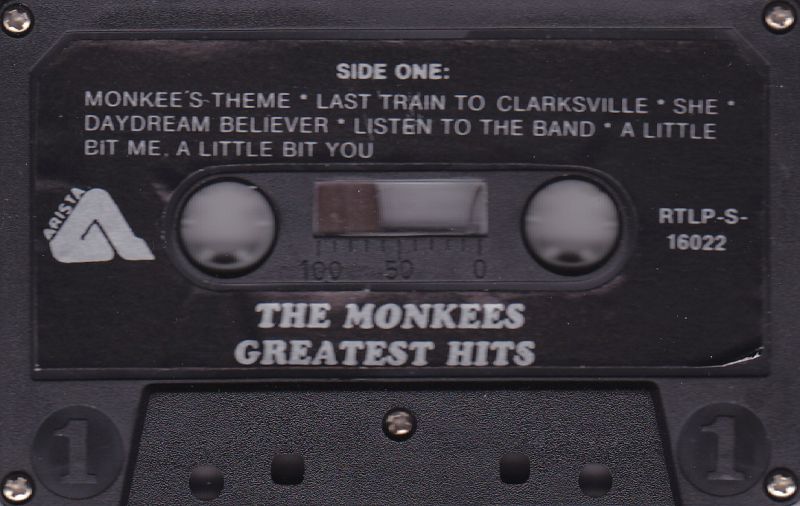 SIDE ONE:
MONKEE'S THEME * LAST TRAIN TO CLARKSVILLE * SHE *
DAYDREAM BELIEVER * LISTEN TO THE BAND * A LITTLE
BIT ME, A LITTLE BIT YOU
ARISTA
RTLP-S-
16022
100 50 0
THE MONKEES
GREATEST HITS
1 1